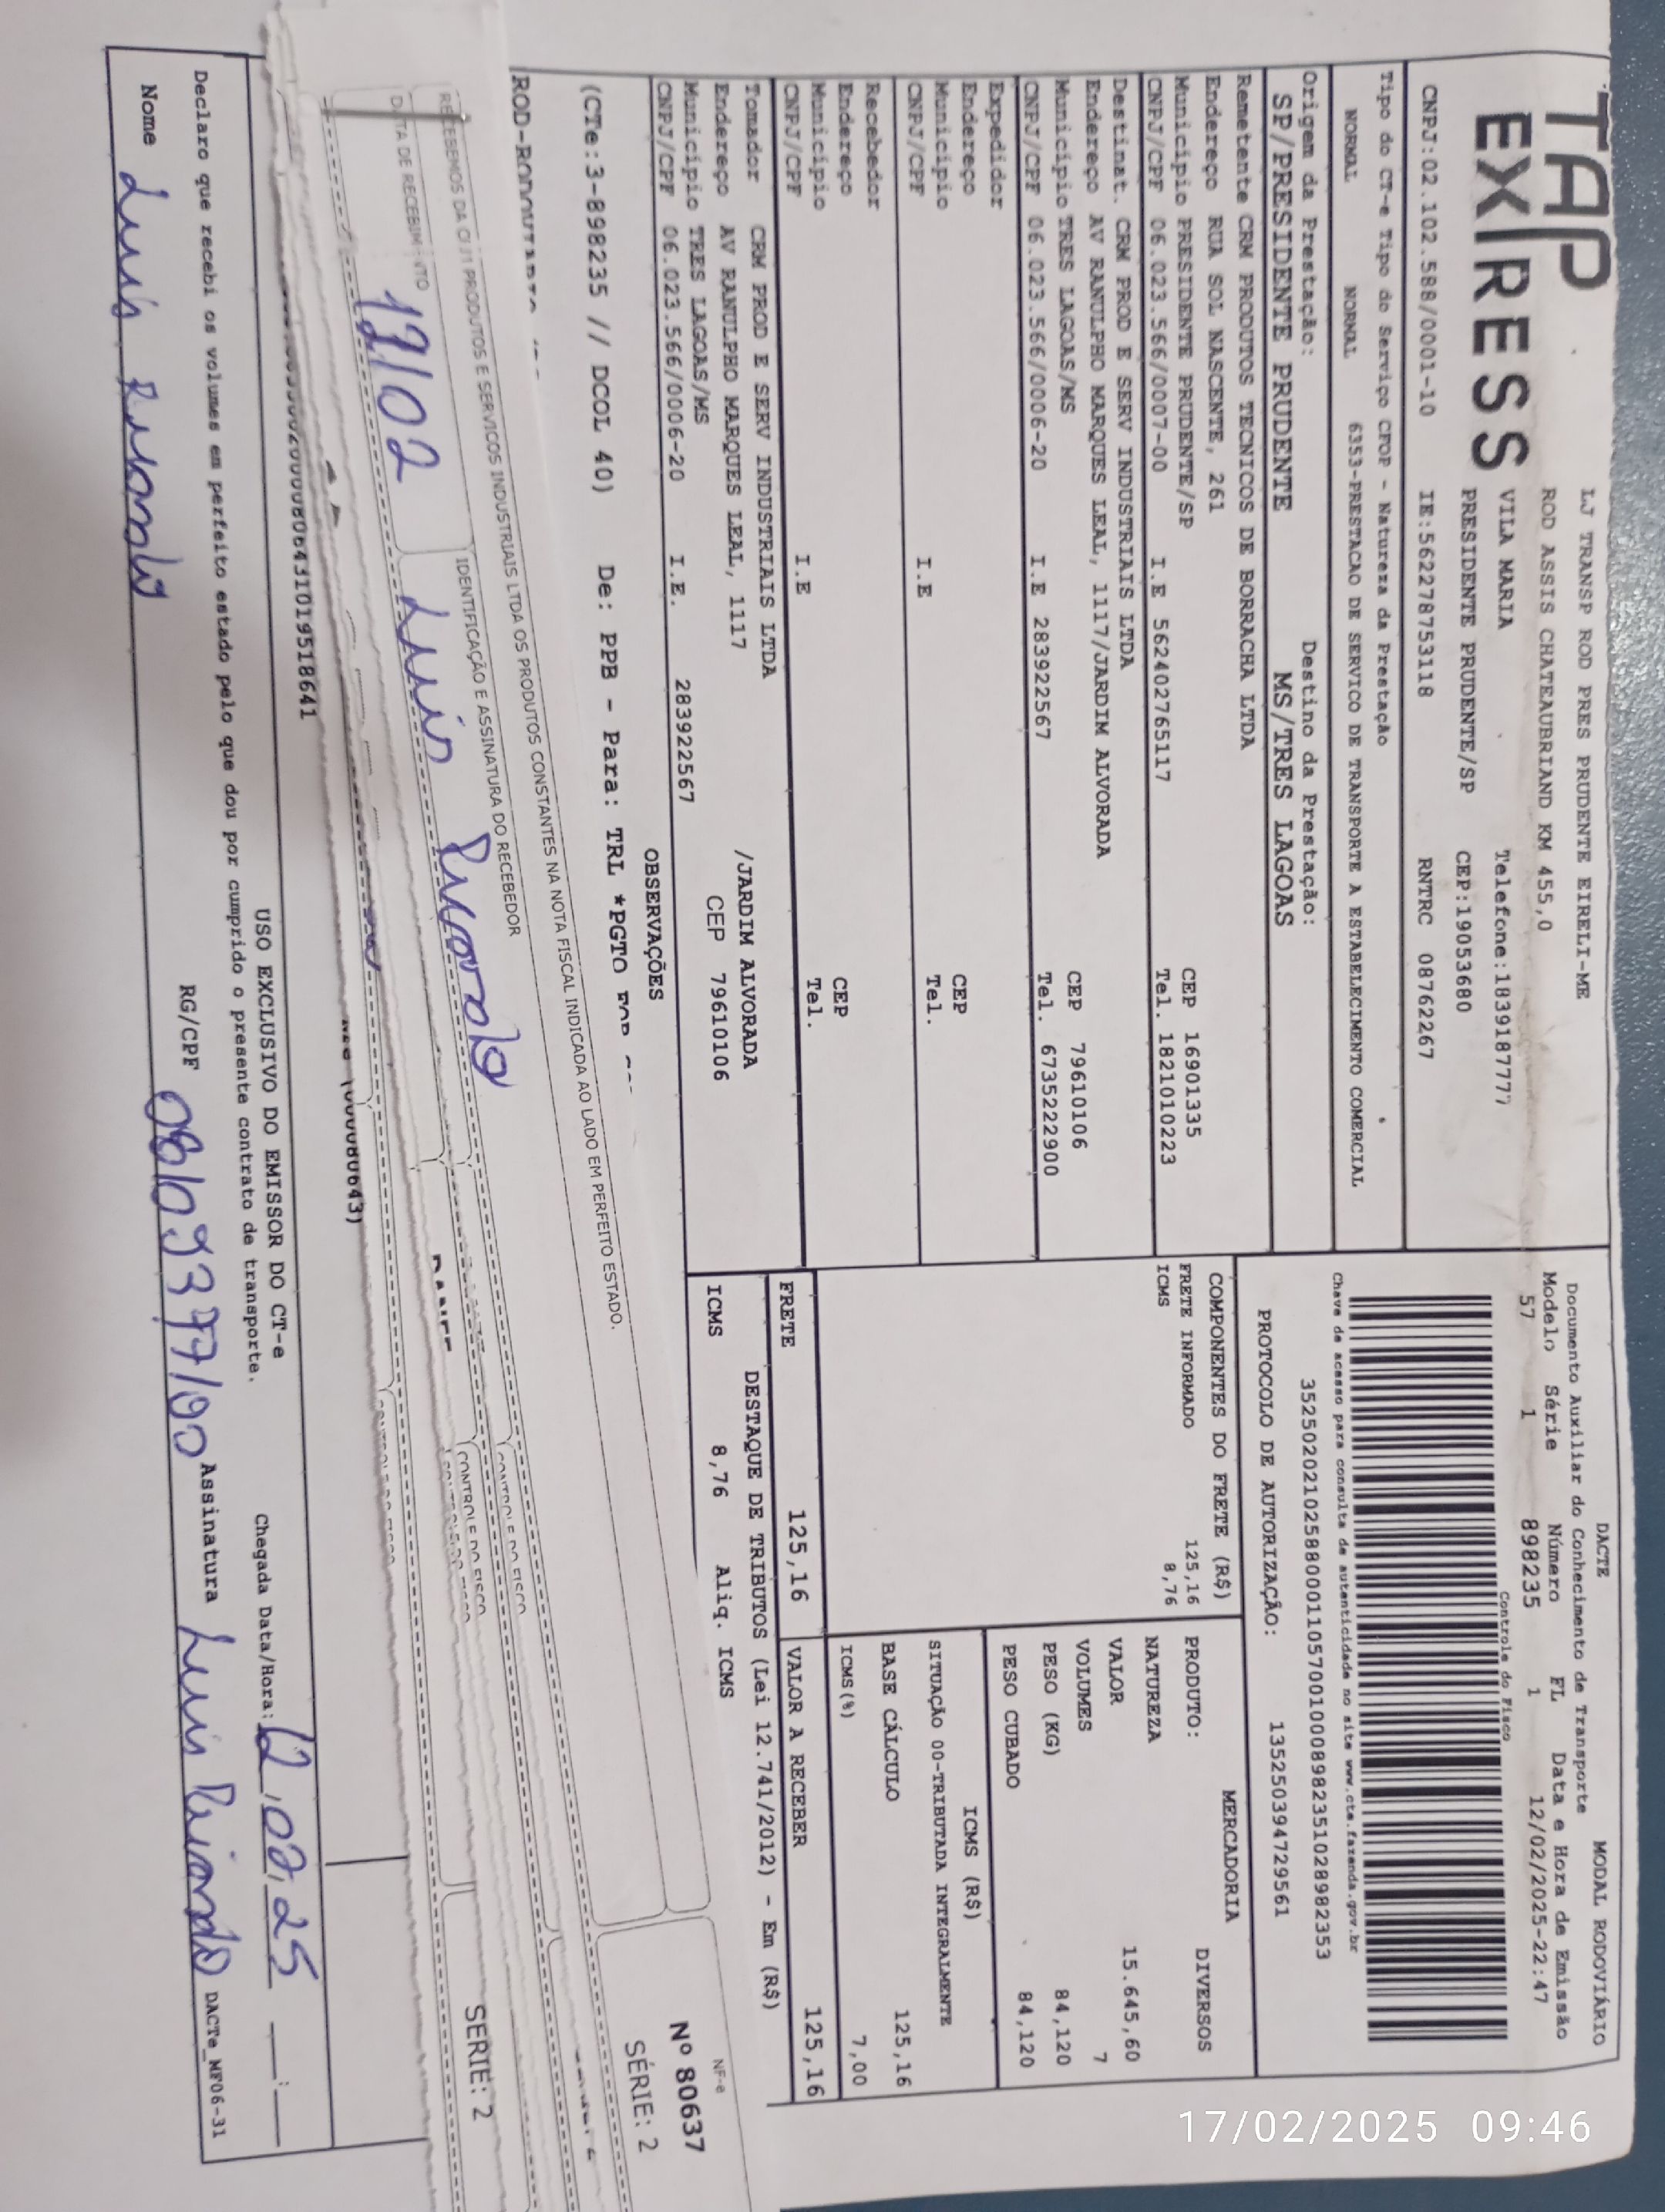 TAP
EXPRESS
LJ TRANSP ROD PRES PRUDENTE EIRELI-ME
ROD ASSIS CHATEAUBRIAND KM 455,0
VILA MARIA Telefone:1839187777
PRESIDENTE PRUDENTE/SP CEP:19053680
CNPJ:02.102.588/0001-10 IE:562278753118 RNTRC 08762267
DACTE MODAL RODOVIÁRIO
Documento Auxiliar do Conhecimento de Transporte
Modelo Série Número FL Data e Hora de Emissão
57 1 898235 1 12/02/2025-22:47
Controle do Fisco
Chave de acesso para consulta de autenticidade no site www.cte.fazenda.gov.br
35250202102588000110570010008982351028982353
PROTOCOLO DE AUTORIZAÇÃO: 135250394729561
Tipo do CT-e Tipo do Serviço CFOP - Natureza da Prestação
NORMAL NORMAL 6353-PRESTACAO DE SERVICO DE TRANSPORTE A ESTABELECIMENTO COMERCIAL
Origem da Prestação: Destino da Prestação:
SP/PRESIDENTE PRUDENTE MS/TRES LAGOAS
Remetente CRM PRODUTOS TECNICOS DE BORRACHA LTDA
Endereço RUA SOL NASCENTE, 261 CEP 16901335
Município PRESIDENTE PRUDENTE/SP Tel. 1821010223
CNPJ/CPF 06.023.566/0007-00 I.E 562402765117
Destinat. CRM PROD E SERV INDUSTRIAIS LTDA
Endereço AV RANULPHO MARQUES LEAL, 1117/JARDIM ALVORADA CEP 79610106
Município TRES LAGOAS/MS Tel. 6735222900
CNPJ/CPF 06.023.566/0006-20 I.E 283922567
Expedidor
Endereço CEP
Município Tel.
CNPJ/CPF I.E
Recebedor
Endereço CEP
Município Tel.
CNPJ/CPF I.E
Tomador CRM PROD E SERV INDUSTRIAIS LTDA
Endereço AV RANULPHO MARQUES LEAL, 1117 /JARDIM ALVORADA
Município TRES LAGOAS/MS CEP 79610106
CNPJ/CPF 06.023.566/0006-20 I.E. 283922567
COMPONENTES DO FRETE (R$)
FRETE INFORMADO 125,16
ICMS 8,76
MERCADORIA
PRODUTO: DIVERSOS
NATUREZA
VALOR 15.645,60
VOLUMES 7
PESO (KG) 84,120
PESO CUBADO 84,120
ICMS (R$)
SITUAÇÃO 00-TRIBUTADA INTEGRALMENTE
BASE CÁLCULO 125,16
ICMS(%) 7,00
FRETE 125,16 VALOR A RECEBER 125,16
DESTAQUE DE TRIBUTOS (Lei 12.741/2012) - Em (R$)
ICMS 8,76 Aliq. ICMS
OBSERVAÇÕES
(CTe:3-898235 // DCOL 40) De: PPB - Para: TRL *PGTO
RECEBEMOS DA PRODUTOS E SERVICOS INDUSTRIAIS LTDA OS PRODUTOS CONSTANTES NA NOTA FISCAL INDICADA AO LADO EM PERFEITO ESTADO.
DATA DE RECEBIMENTO IDENTIFICAÇÃO E ASSINATURA DO RECEBEDOR
17/02 Luis Ricardo
NF-e
Nº 80637
SÉRIE: 2
SERIE: 2
CONTROLE DO FISCO
CONTROLE DO FISCO
USO EXCLUSIVO DO EMISSOR DO CT-e
Chegada Data/Hora: 12,02,25
Declaro que recebi os volumes em perfeito estado pelo que dou por cumprido o presente contrato de transporte.
Nome Luis Ricardo RG/CPF Assinatura Luis Ricardo
DACTe_MF06-31
17/02/2025 09:46